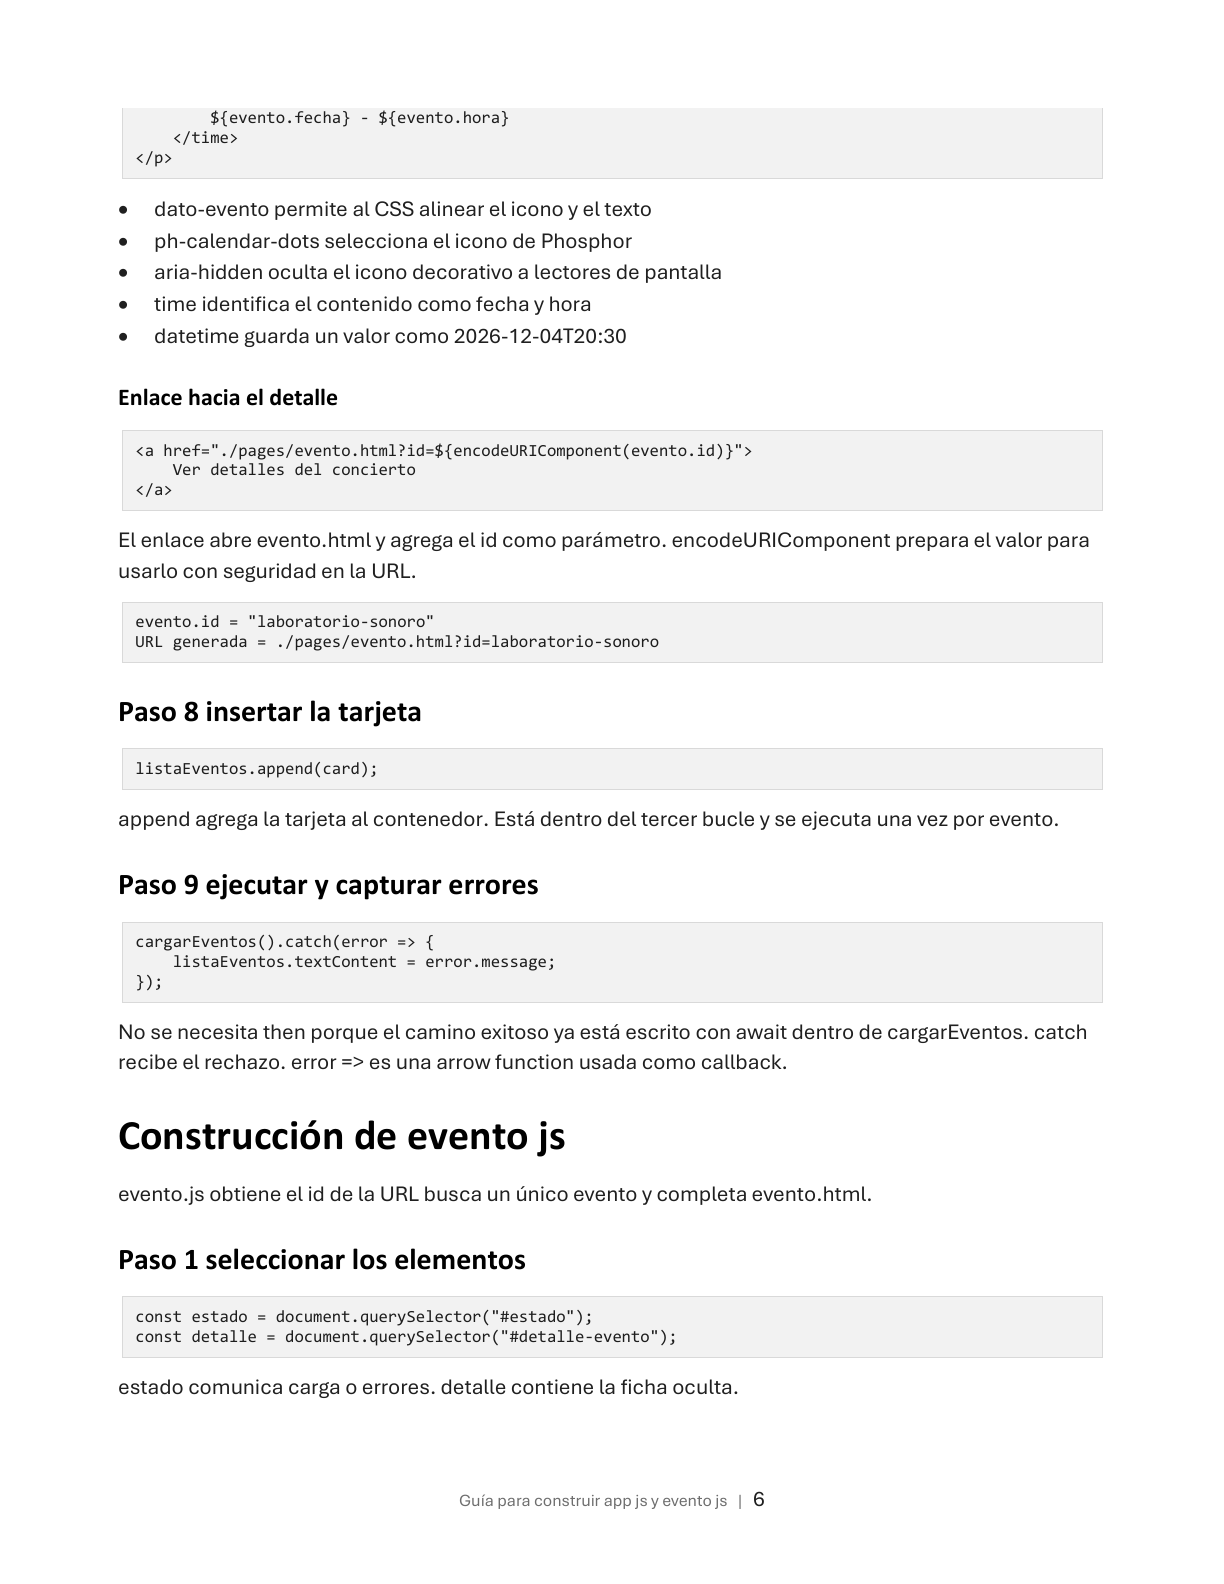 ${evento.fecha} - ${evento.hora}
    </time>
</p>
• dato-evento permite al CSS alinear el icono y el texto
• ph-calendar-dots selecciona el icono de Phosphor
• aria-hidden oculta el icono decorativo a lectores de pantalla
• time identifica el contenido como fecha y hora
• datetime guarda un valor como 2026-12-04T20:30
Enlace hacia el detalle
<a href="./pages/evento.html?id=${encodeURIComponent(evento.id)}">
    Ver detalles del concierto
</a>
El enlace abre evento.html y agrega el id como parámetro. encodeURIComponent prepara el valor para
usarlo con seguridad en la URL.
evento.id = "laboratorio-sonoro"
URL generada = ./pages/evento.html?id=laboratorio-sonoro
Paso 8 insertar la tarjeta
listaEventos.append(card);
append agrega la tarjeta al contenedor. Está dentro del tercer bucle y se ejecuta una vez por evento.
Paso 9 ejecutar y capturar errores
cargarEventos().catch(error => {
    listaEventos.textContent = error.message;
});
No se necesita then porque el camino exitoso ya está escrito con await dentro de cargarEventos. catch
recibe el rechazo. error => es una arrow function usada como callback.
Construcción de evento js
evento.js obtiene el id de la URL busca un único evento y completa evento.html.
Paso 1 seleccionar los elementos
const estado = document.querySelector("#estado");
const detalle = document.querySelector("#detalle-evento");
estado comunica carga o errores. detalle contiene la ficha oculta.
Guía para construir app js y evento js | 6